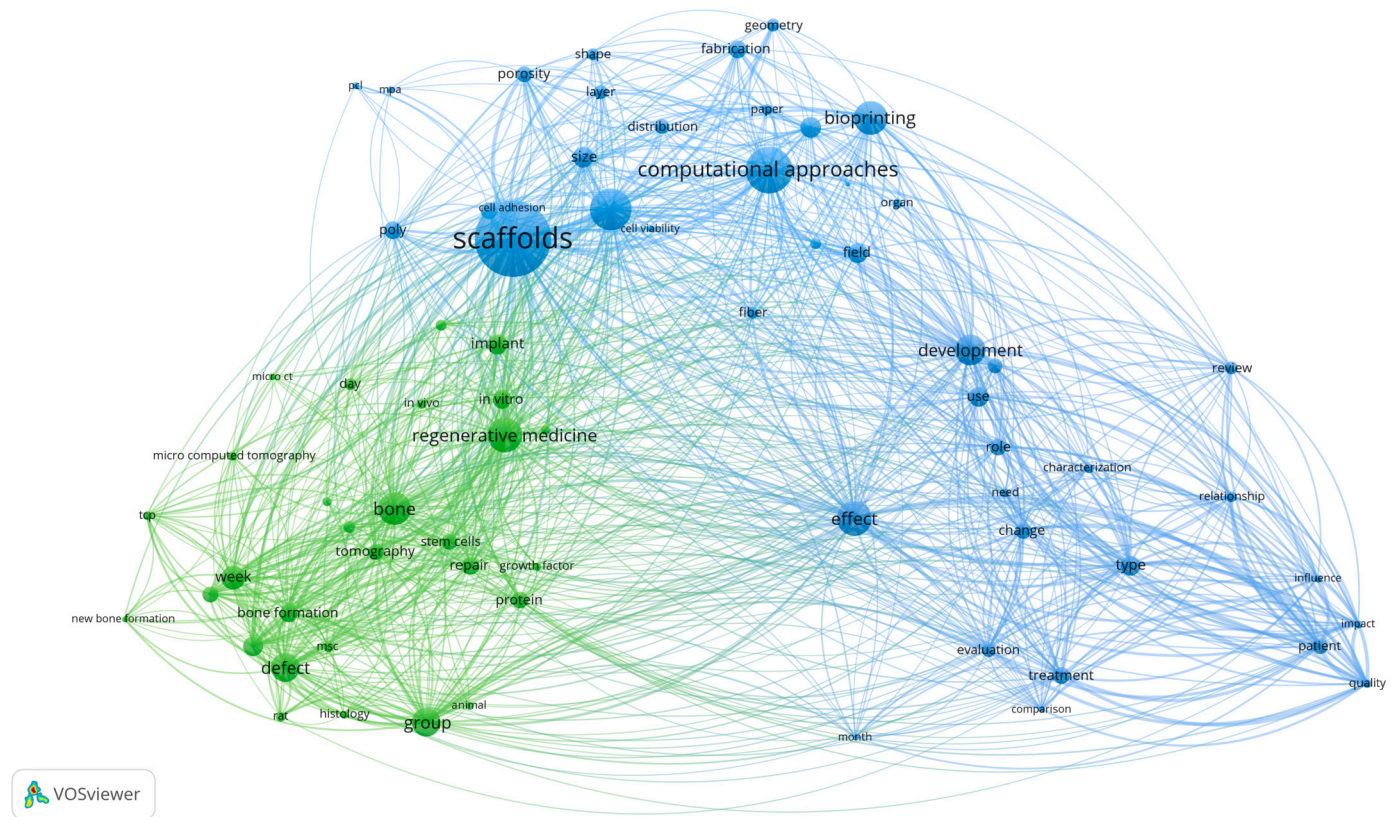 geometry
fabrication
shape
porosity
pcl
mpa
layer
paper
bioprinting
distribution
size
computational approaches
cell adhesion
organ
poly
scaffolds
cell viability
field
fiber
implant
development
micro ct
day
review
in vivo
in vitro
use
regenerative medicine
role
micro computed tomography
characterization
need
relationship
tcp
bone
effect
change
stem cells
tomography
repair
growth factor
type
week
influence
protein
new bone formation
bone formation
impact
msc
evaluation
patient
defect
treatment
quality
rat
histology
animal
group
comparison
month
VOSviewer